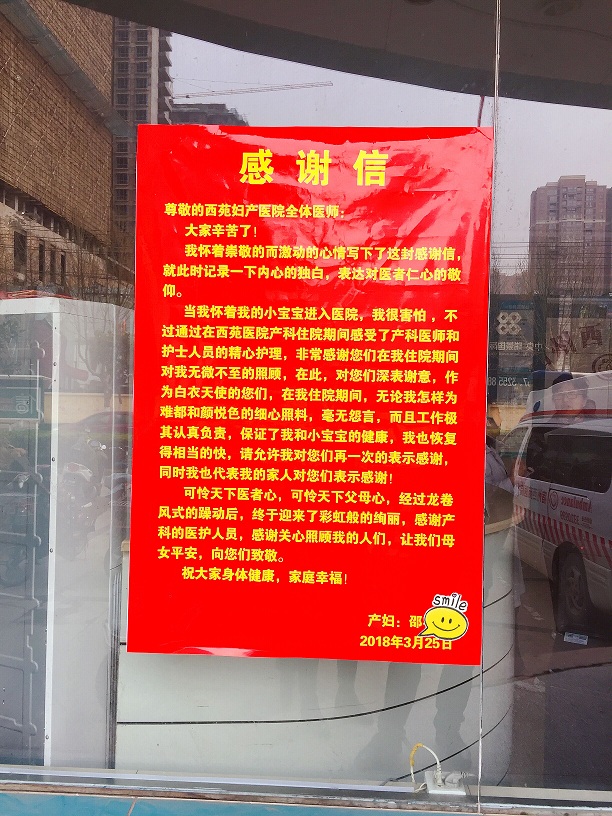 感谢信
尊敬的西苑妇产医院全体医师：
大家辛苦了！
我怀着崇敬的而激动的心情写下了这封感谢信，
就此时记录一下内心的独白，表达对医者仁心的敬
仰。
当我怀着我的小宝宝进入医院，我很害怕，不
过通过在西苑医院产科住院期间感受了产科医师和
护士人员的精心护理，非常感谢您们在我住院期间
对我无微不至的照顾，在此，对您们深表谢意，作
为白衣天使的您们，在我住院期间，无论我怎样为
难都和颜悦色的细心照料，毫无怨言，而且工作极
其认真负责，保证了我和小宝宝的健康，我也恢复
得相当的快，请允许我对您们再一次的表示感谢，
同时我也代表我的家人对您们表示感谢！
可怜天下医者心，可怜天下父母心，经过龙卷
风式的躁动后，终于迎来了彩虹般的绚丽，感谢产
科的医护人员，感谢关心照顾我的人们，让我们母
女平安，向您们致敬。
祝大家身体健康，家庭幸福！
产妇：邵
smile
2018年3月25日